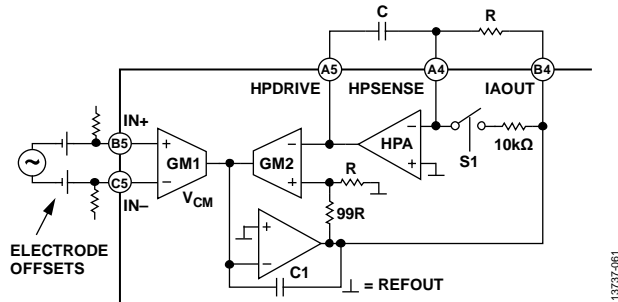 C
R
A5
A4
B4
HPDRIVE
HPSENSE
IAOUT
IN+
B5
+
GM1
−
C5
IN−
V_CM
−
GM2
+
HPA
−
+
S1
10kΩ
R
99R
+
−
C1
⊥ = REFOUT
~
ELECTRODE
OFFSETS
13737-061